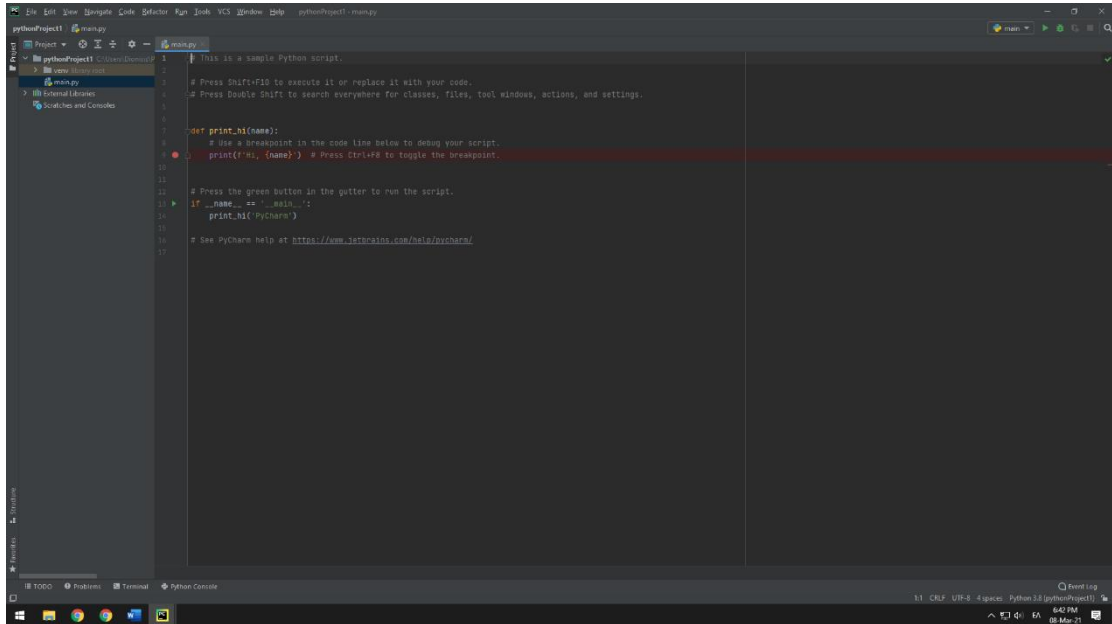 File Edit View Navigate Code Refactor Run Tools VCS Window Help pythonProject1 - main.py
pythonProject1 main.py
main
Project
Project
main.py
pythonProject1
venv library root
main.py
External Libraries
Scratches and Consoles
1 # This is a sample Python script.
2
3 # Press Shift+F10 to execute it or replace it with your code.
4 # Press Double Shift to search everywhere for classes, files, tool windows, actions, and settings.
5
6
7 def print_hi(name):
8 # Use a breakpoint in the code line below to debug your script.
9 print(f'Hi, {name}') # Press Ctrl+F8 to toggle the breakpoint.
10
11
12 # Press the green button in the gutter to run the script.
13 if __name__ == '__main__':
14 print_hi('PyCharm')
15
16 # See PyCharm help at https://www.jetbrains.com/help/pycharm/
17
Structure
Favorites
TODO Problems Terminal Python Console
Event Log
1:1 CRLF UTF-8 4 spaces Python 3.8 (pythonProject1)
ΕΛ
6:42 PM
08-Mar-21